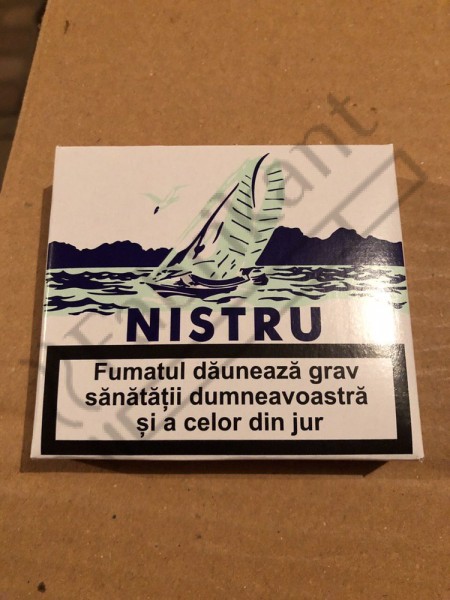 NISTRU
Fumatul dăunează grav
sănătății dumneavoastră
și a celor din jur